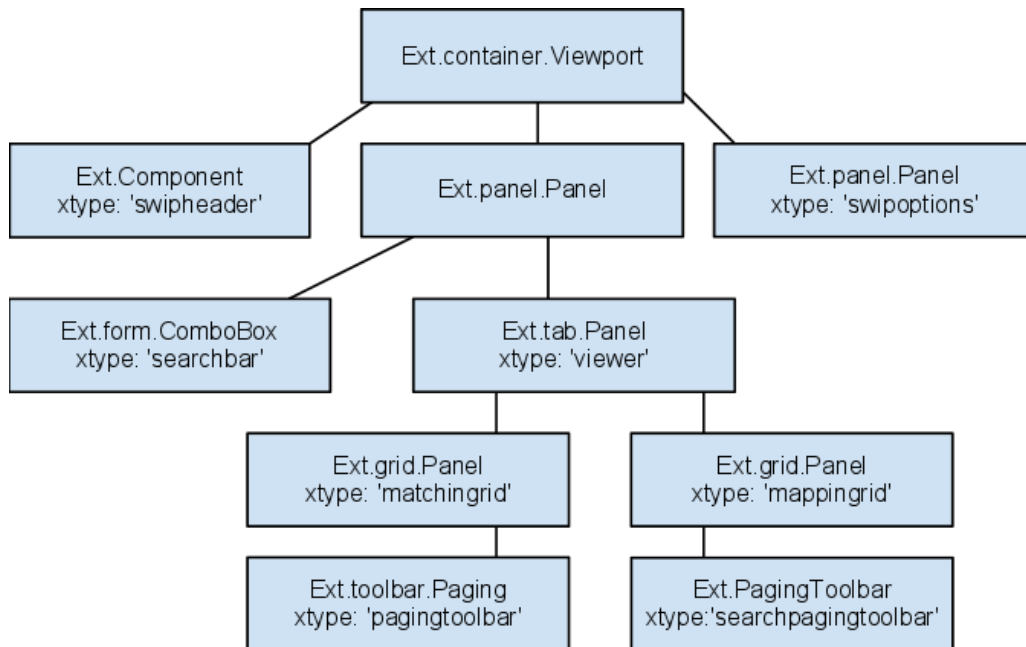 Ext.container.Viewport
Ext.Component
xtype: 'swipheader'
Ext.panel.Panel
Ext.panel.Panel
xtype: 'swipoptions'
Ext.form.ComboBox
xtype: 'searchbar'
Ext.tab.Panel
xtype: 'viewer'
Ext.grid.Panel
xtype: 'matchingrid'
Ext.grid.Panel
xtype: 'mappingrid'
Ext.toolbar.Paging
xtype: 'pagingtoolbar'
Ext.PagingToolbar
xtype:'searchpagingtoolbar'